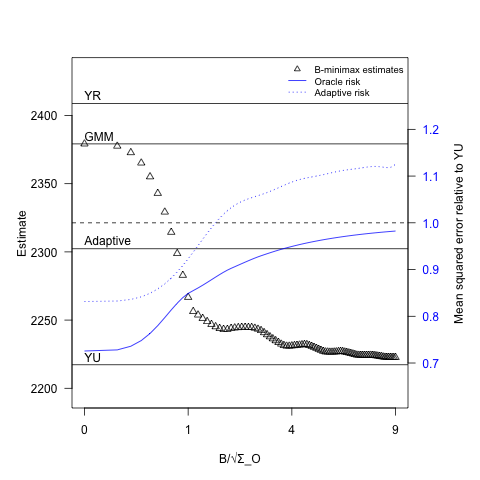 B-minimax estimates
Oracle risk
Adaptive risk
YR
GMM
Adaptive
YU
Estimate
2400
2350
2300
2250
2200
1.2
1.1
1.0
0.9
0.8
0.7
Mean squared error relative to YU
0 1 4 9
B/√Σ_O